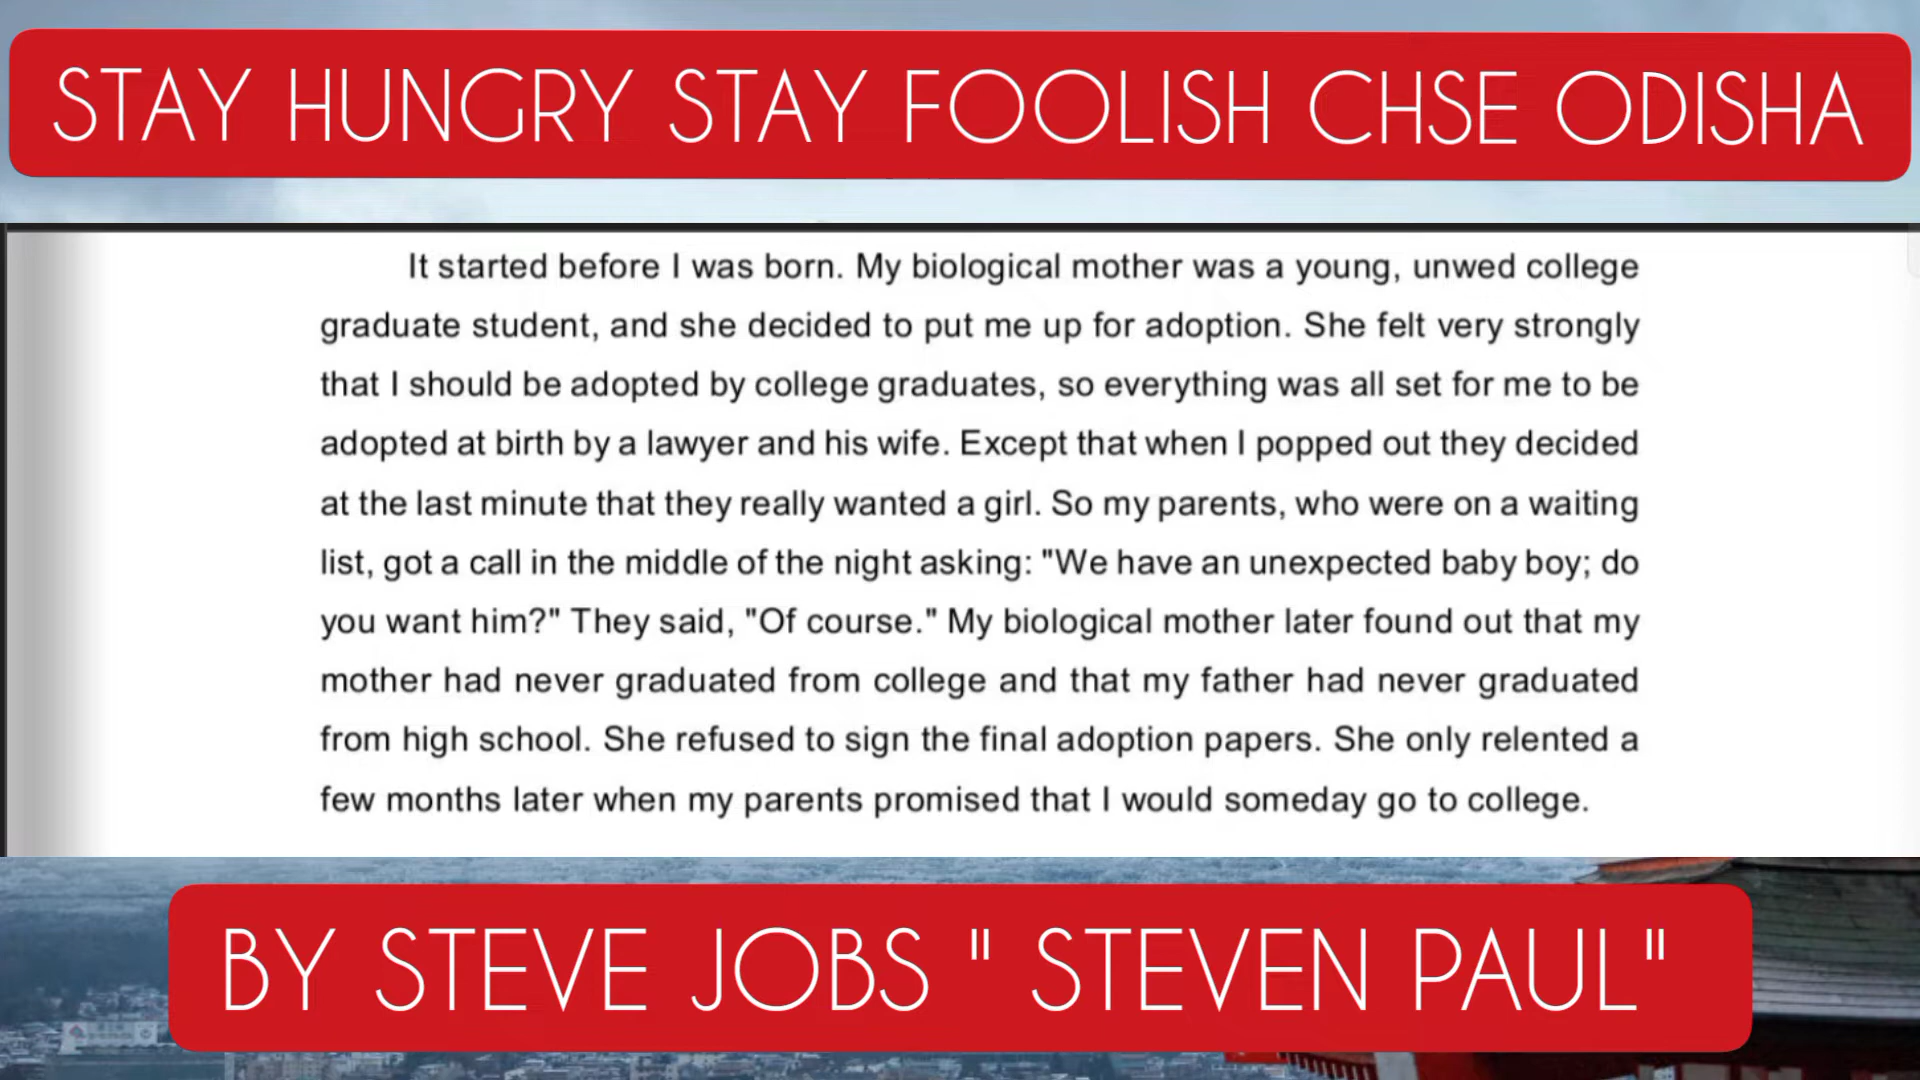 STAY HUNGRY STAY FOOLISH CHSE ODISHA
It started before I was born. My biological mother was a young, unwed college
graduate student, and she decided to put me up for adoption. She felt very strongly
that I should be adopted by college graduates, so everything was all set for me to be
adopted at birth by a lawyer and his wife. Except that when I popped out they decided
at the last minute that they really wanted a girl. So my parents, who were on a waiting
list, got a call in the middle of the night asking: "We have an unexpected baby boy; do
you want him?" They said, "Of course." My biological mother later found out that my
mother had never graduated from college and that my father had never graduated
from high school. She refused to sign the final adoption papers. She only relented a
few months later when my parents promised that I would someday go to college.
BY STEVE JOBS " STEVEN PAUL"